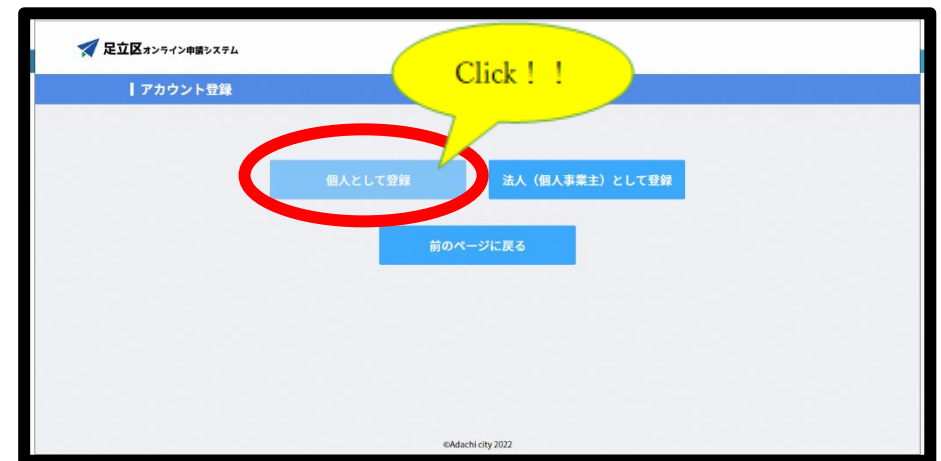 足立区オンライン申請システム
Click！！
アカウント登録
個人として登録
法人（個人事業主）として登録
前のページに戻る
©Adachi city 2022